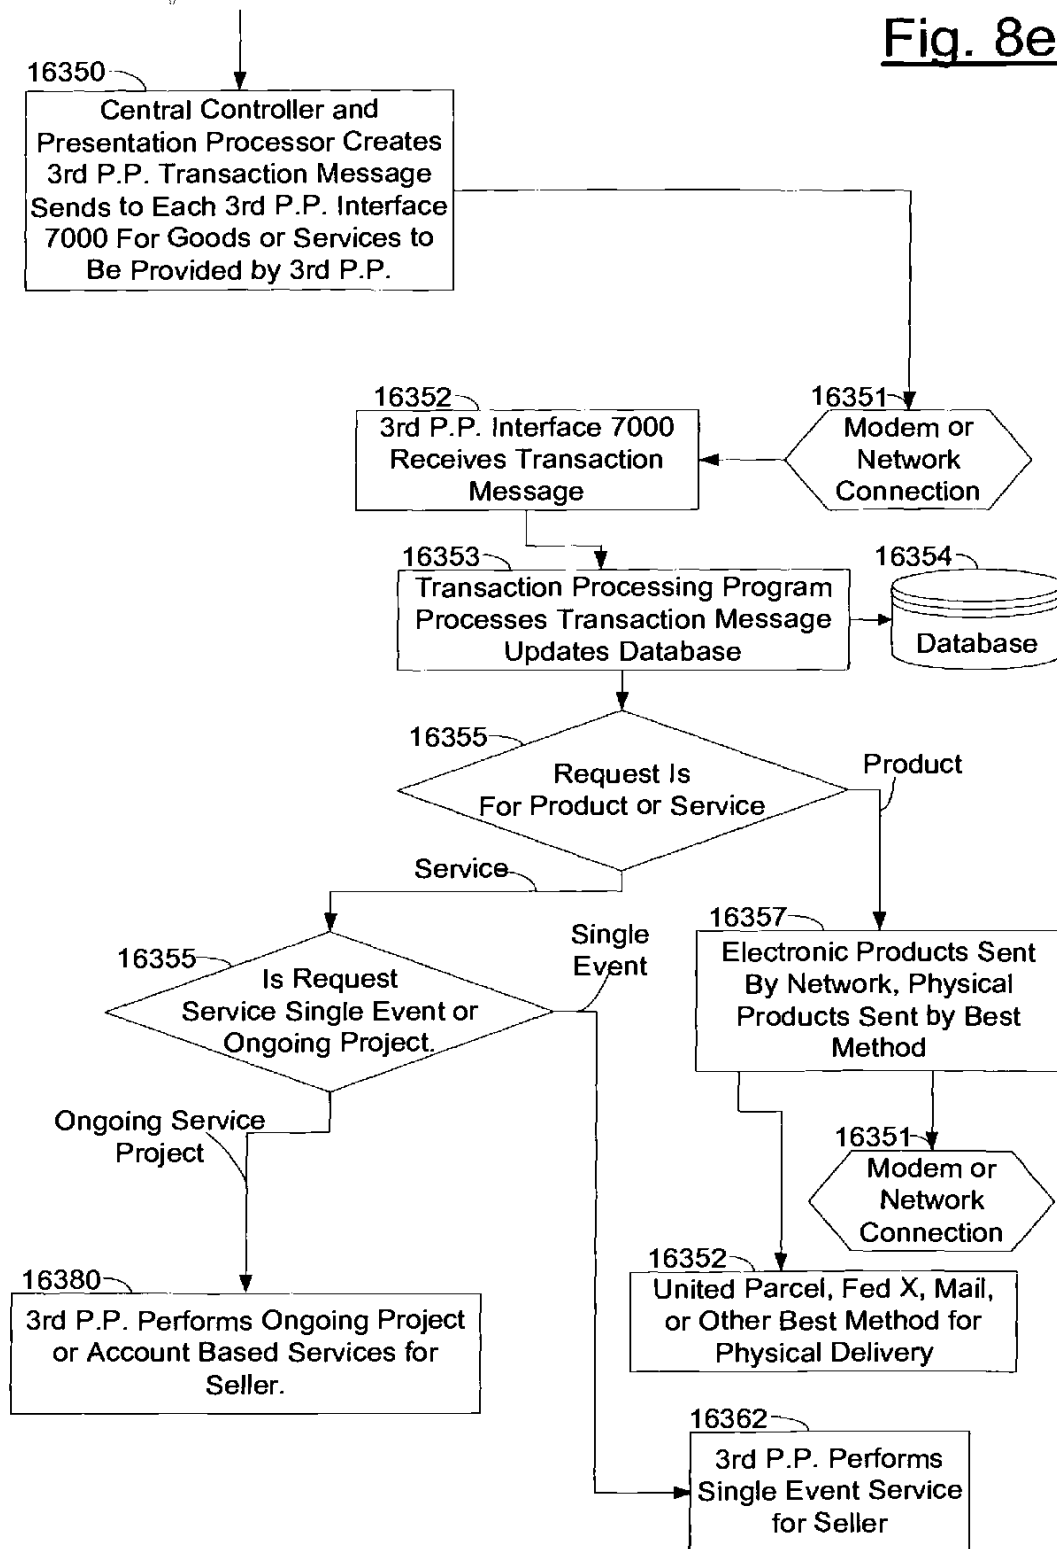 Fig. 8e
16350
Central Controller and
Presentation Processor Creates
3rd P.P. Transaction Message
Sends to Each 3rd P.P. Interface
7000 For Goods or Services to
Be Provided by 3rd P.P.
16352
3rd P.P. Interface 7000
Receives Transaction
Message
16351
Modem or
Network
Connection
16353
Transaction Processing Program
Processes Transaction Message
Updates Database
16354
Database
16355
Request Is
For Product or Service
Product
Service
16355
Is Request
Service Single Event or
Ongoing Project.
Single
Event
16357
Electronic Products Sent
By Network, Physical
Products Sent by Best
Method
Ongoing Service
Project
16351
Modem or
Network
Connection
16380
3rd P.P. Performs Ongoing Project
or Account Based Services for
Seller.
16352
United Parcel, Fed X, Mail,
or Other Best Method for
Physical Delivery
16362
3rd P.P. Performs
Single Event Service
for Seller